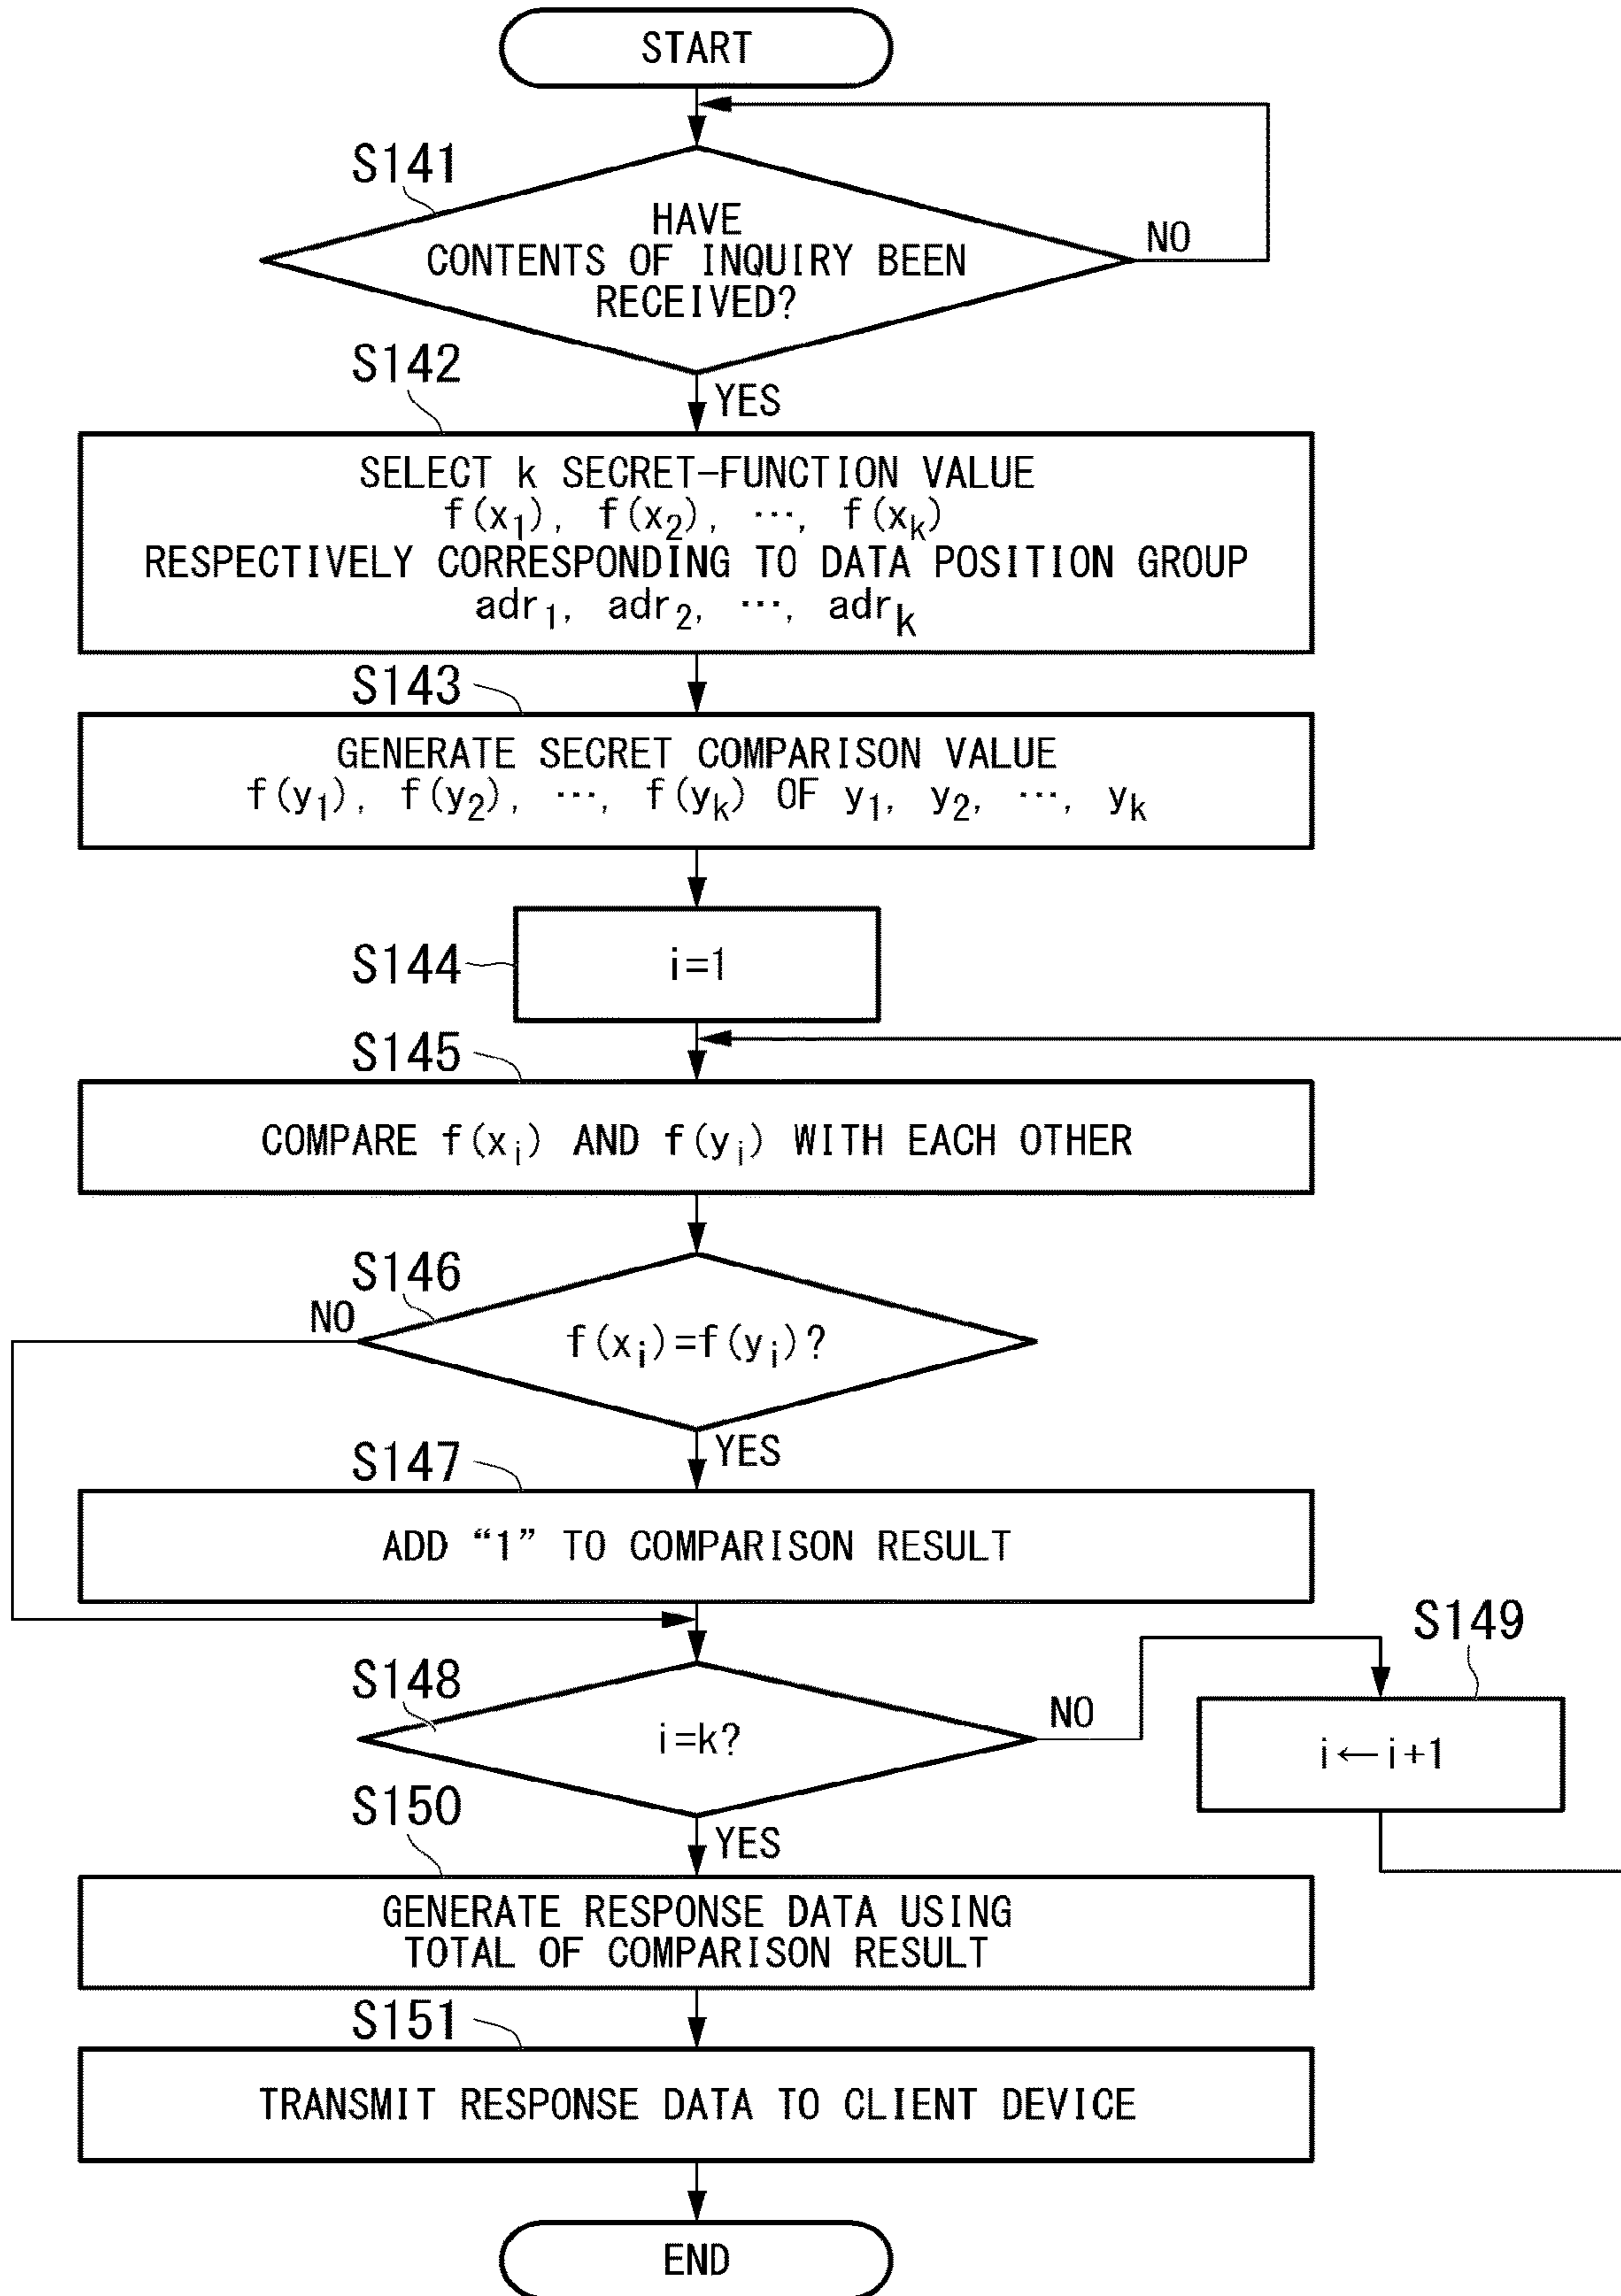 START
S141
HAVE
CONTENTS OF INQUIRY BEEN
RECEIVED?
NO
S142
YES
SELECT k SECRET-FUNCTION VALUE
f(x₁), f(x₂), …, f(xₖ)
RESPECTIVELY CORRESPONDING TO DATA POSITION GROUP
adr₁, adr₂, …, adrₖ
S143
GENERATE SECRET COMPARISON VALUE
f(y₁), f(y₂), …, f(yₖ) OF y₁, y₂, …, yₖ
S144
i=1
S145
COMPARE f(xᵢ) AND f(yᵢ) WITH EACH OTHER
S146
NO
f(xᵢ)=f(yᵢ)?
YES
S147
ADD “1” TO COMPARISON RESULT
S149
S148
NO
i=k?
i←i+1
S150
YES
GENERATE RESPONSE DATA USING
TOTAL OF COMPARISON RESULT
S151
TRANSMIT RESPONSE DATA TO CLIENT DEVICE
END